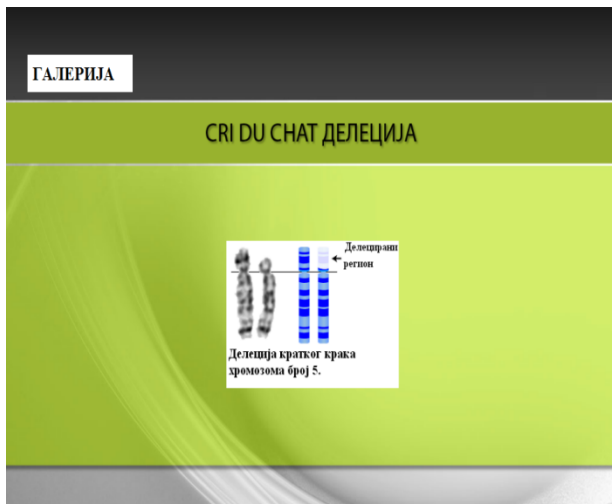 ГАЛЕРИЈА
CRI DU CHAT ДЕЛЕЦИЈА
Делецирани
регион
Делеција кратког крака
хромозома број 5.